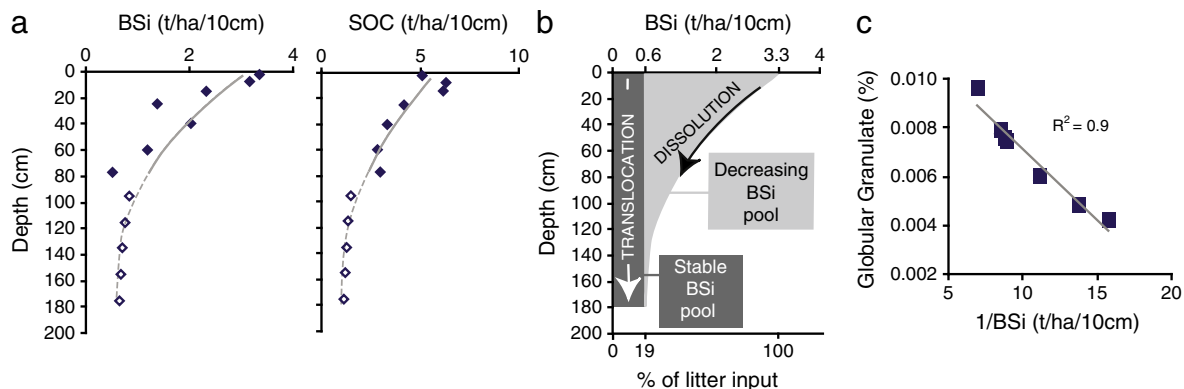 a
BSi (t/ha/10cm)
0 2 4
Depth (cm)
0
20
40
60
80
100
120
140
160
180
200
SOC (t/ha/10cm)
0 5 10
b
BSi (t/ha/10cm)
0 0.6 2 3.3 4
Depth (cm)
0
20
40
60
80
100
120
140
160
180
200
TRANSLOCATION
DISSOLUTION
Decreasing
BSi
pool
Stable
BSi
pool
0 19 100
% of litter input
c
Globular Granulate (%)
0.010
0.008
0.006
0.004
0.002
R² = 0.9
5 10 15 20
1/BSi (t/ha/10cm)